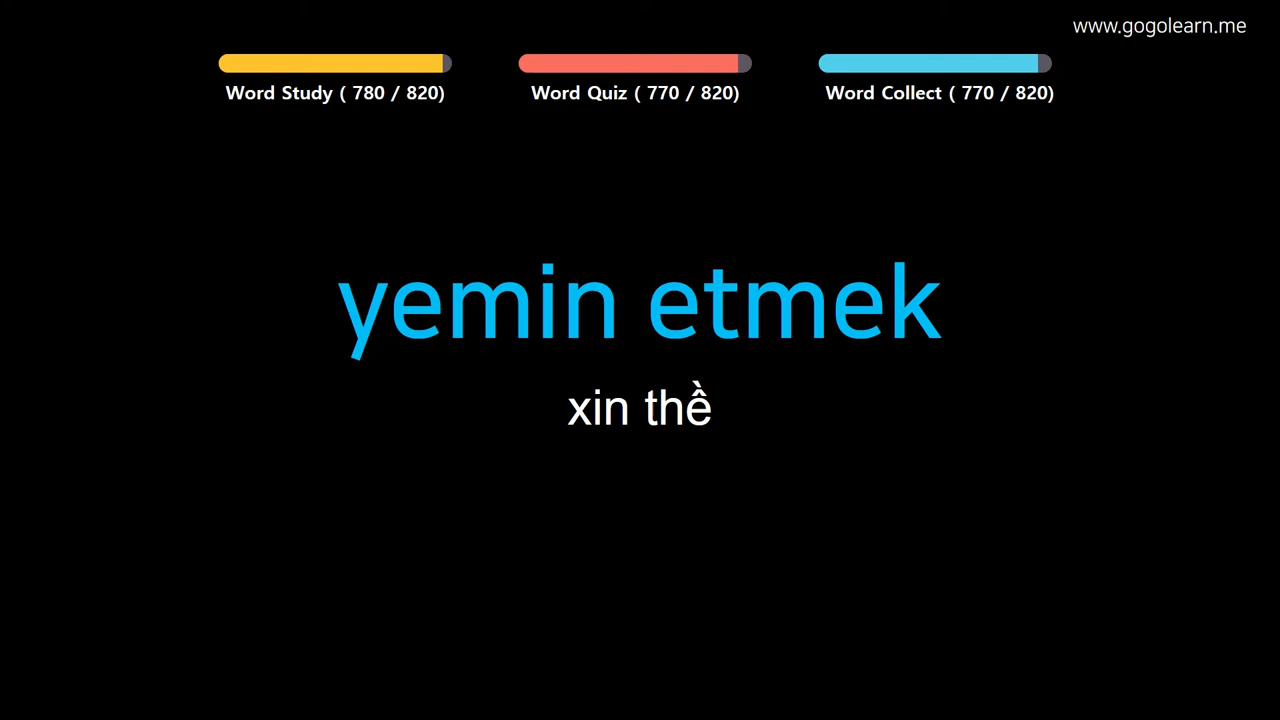 www.gogolearn.me
Word Study ( 780 / 820)
Word Quiz ( 770 / 820)
Word Collect ( 770 / 820)
yemin etmek
xin thề